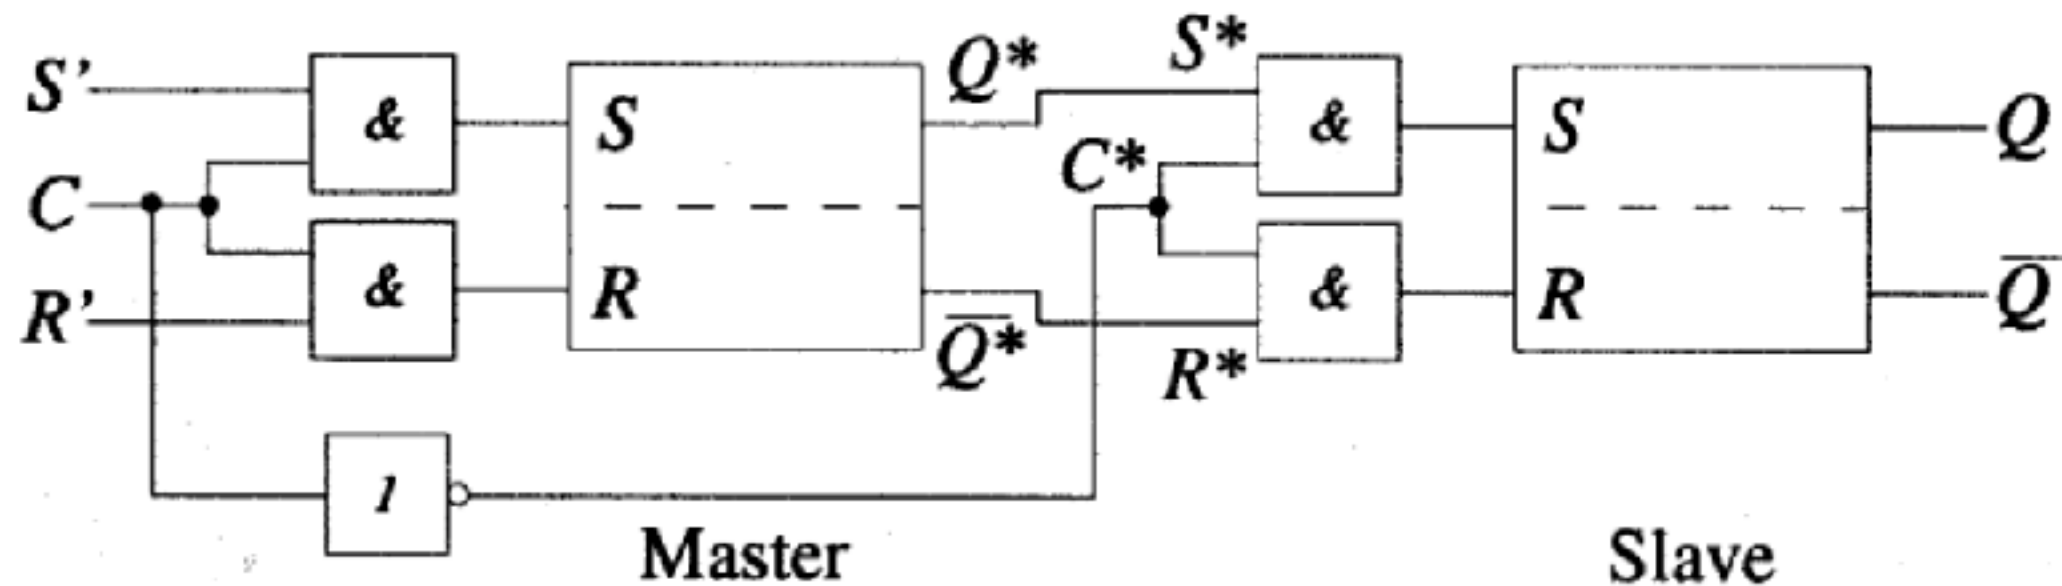 S'
C
R'
&
&
1
S
R
Q*
Q̅*̅
S*
C*
R*
&
&
S
R
Q
Q̅
Master
Slave